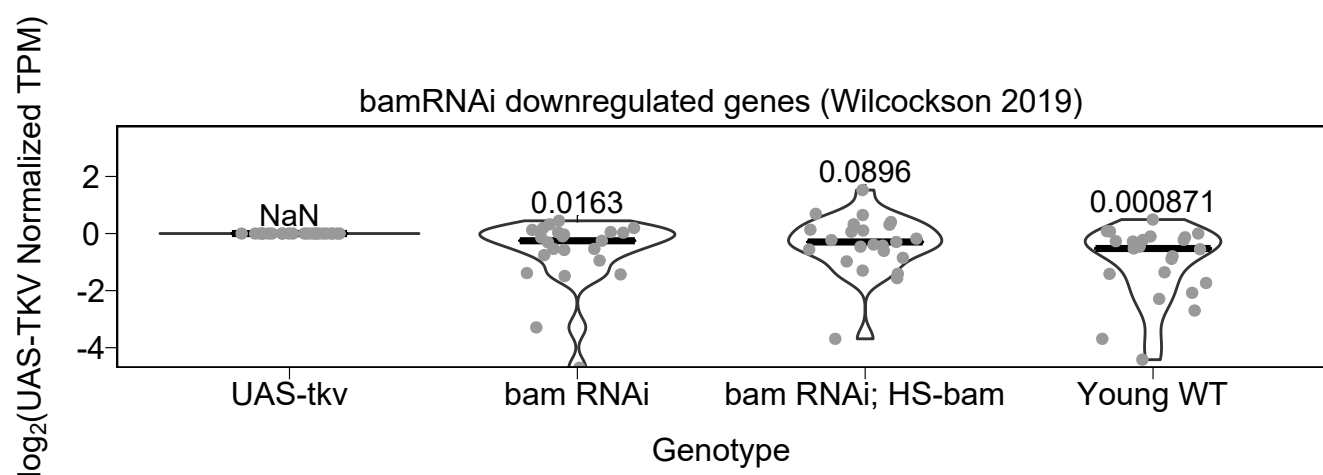 log₂(UAS-TKV Normalized TPM)
bamRNAi downregulated genes (Wilcockson 2019)
2
0
-2
-4
NaN
0.0163
0.0896
0.000871
UAS-tkv
bam RNAi
bam RNAi; HS-bam
Young WT
Genotype